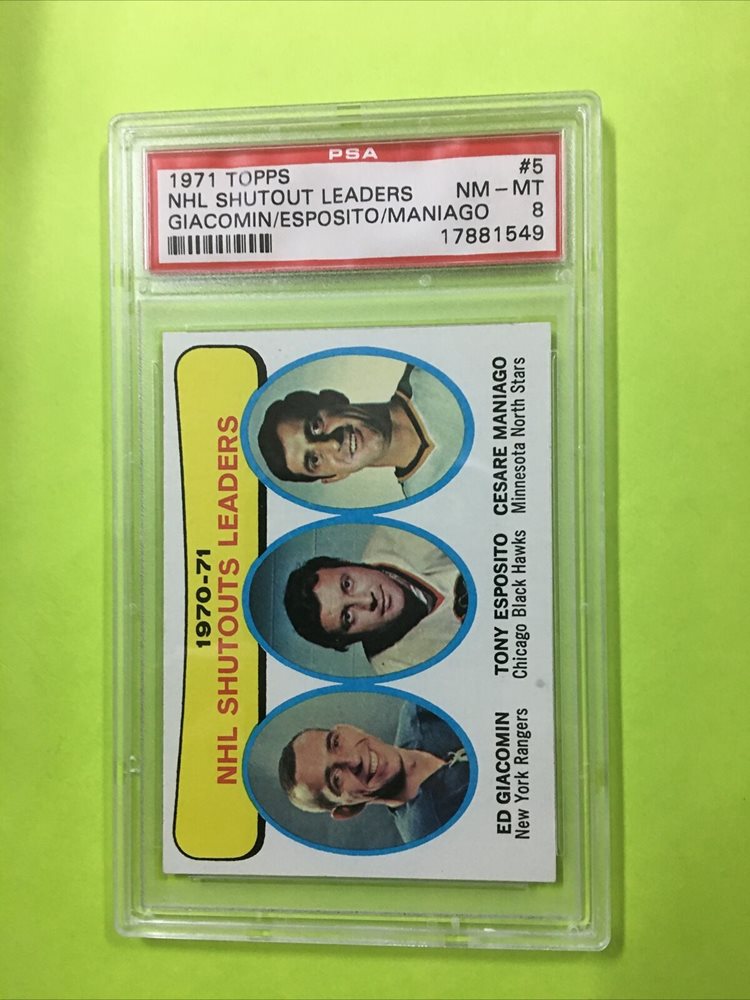 PSA
1971 TOPPS #5
NHL SHUTOUT LEADERS NM - MT
GIACOMIN/ESPOSITO/MANIAGO 8
17881549
1970-71
NHL SHUTOUTS LEADERS
ED GIACOMIN
New York Rangers
TONY ESPOSITO
Chicago Black Hawks
CESARE MANIAGO
Minnesota North Stars